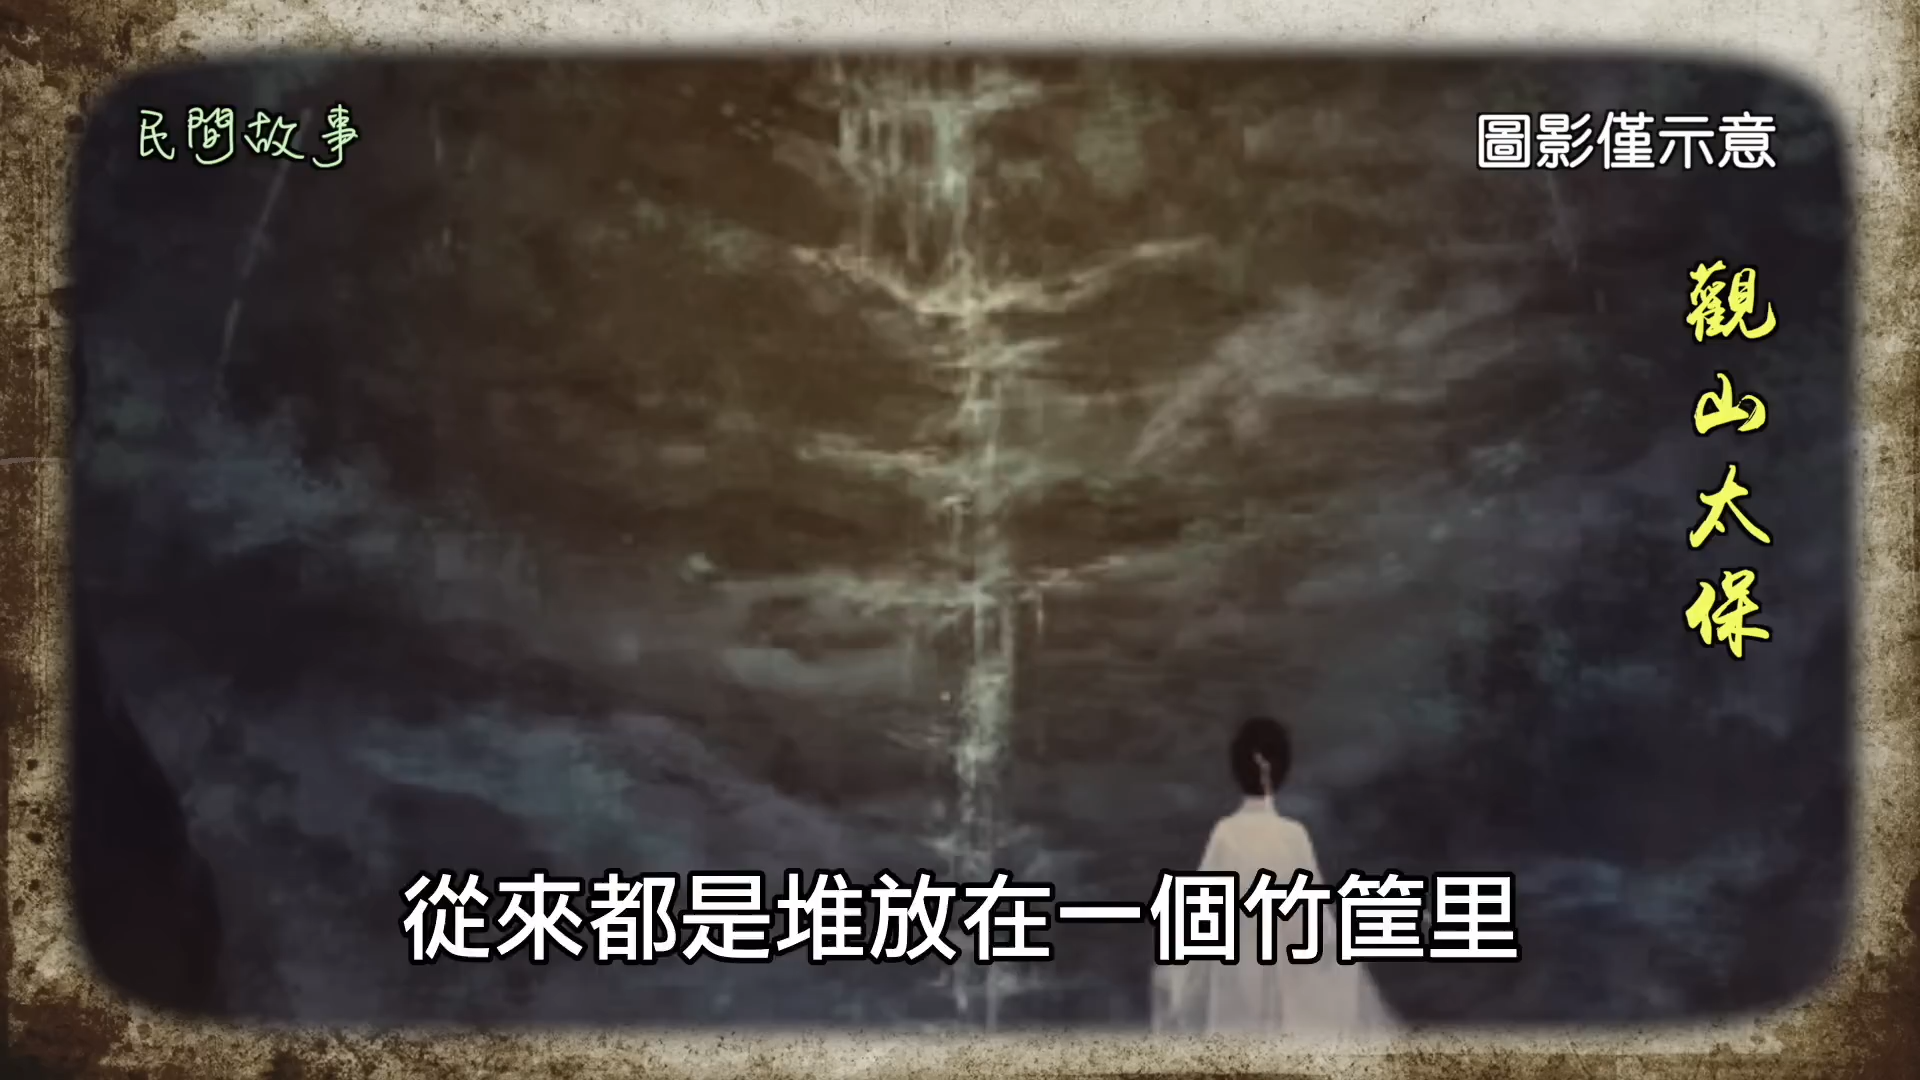 民間故事
圖影僅示意
觀山太保
從來都是堆放在一個竹筐里